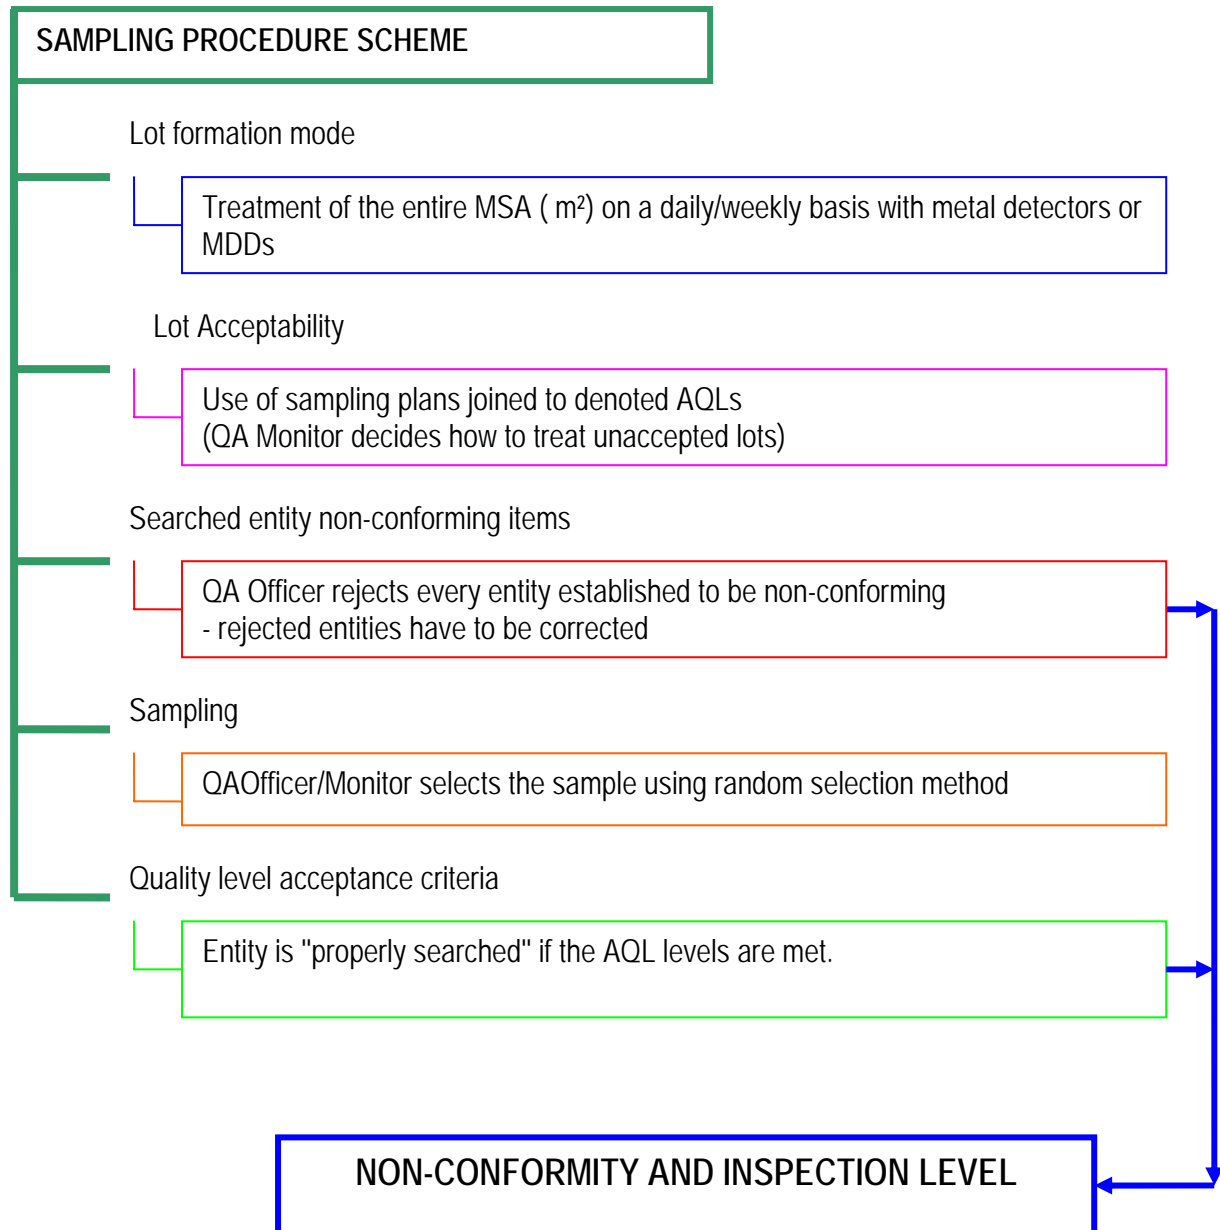 SAMPLING PROCEDURE SCHEME
Lot formation mode
Treatment of the entire MSA ( m²) on a daily/weekly basis with metal detectors or
MDDs
Lot Acceptability
Use of sampling plans joined to denoted AQLs
(QA Monitor decides how to treat unaccepted lots)
Searched entity non-conforming items
QA Officer rejects every entity established to be non-conforming
- rejected entities have to be corrected
Sampling
QAOfficer/Monitor selects the sample using random selection method
Quality level acceptance criteria
Entity is "properly searched" if the AQL levels are met.
NON-CONFORMITY AND INSPECTION LEVEL